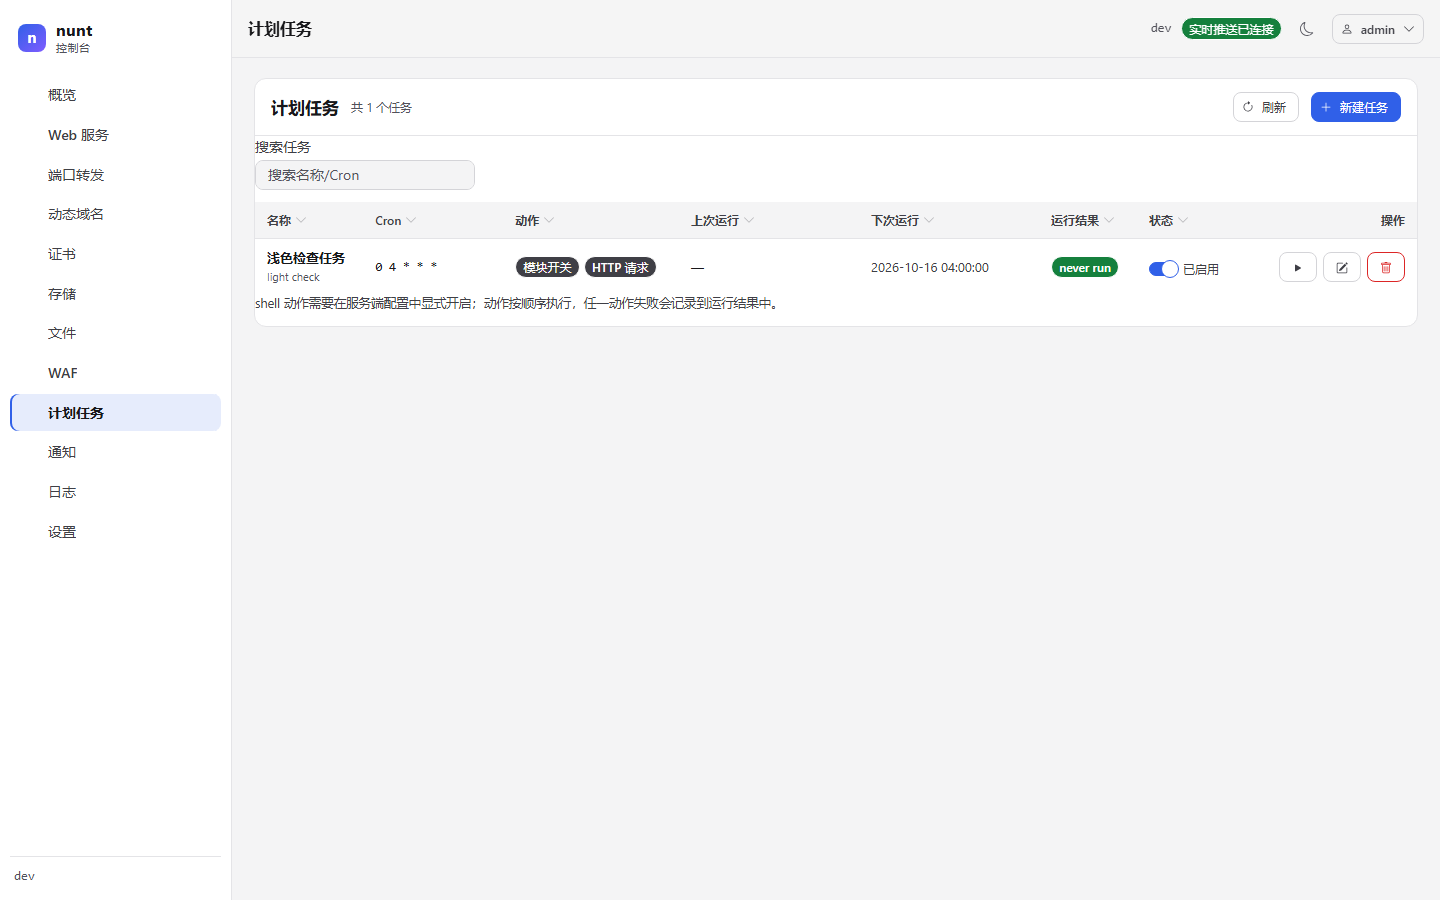 n nunt
控制台
概览
Web 服务
端口转发
动态域名
证书
存储
文件
WAF
计划任务
通知
日志
设置
dev
计划任务 dev 实时推送已连接 admin
计划任务 共 1 个任务 刷新 新建任务
搜索任务
搜索名称/Cron
名称 Cron 动作 上次运行 下次运行 运行结果 状态 操作
浅色检查任务 0 4 * * * 模块开关 HTTP 请求 — 2026-10-16 04:00:00 never run 已启用
light check
shell 动作需要在服务端配置中显式开启；动作按顺序执行，任一动作失败会记录到运行结果中。